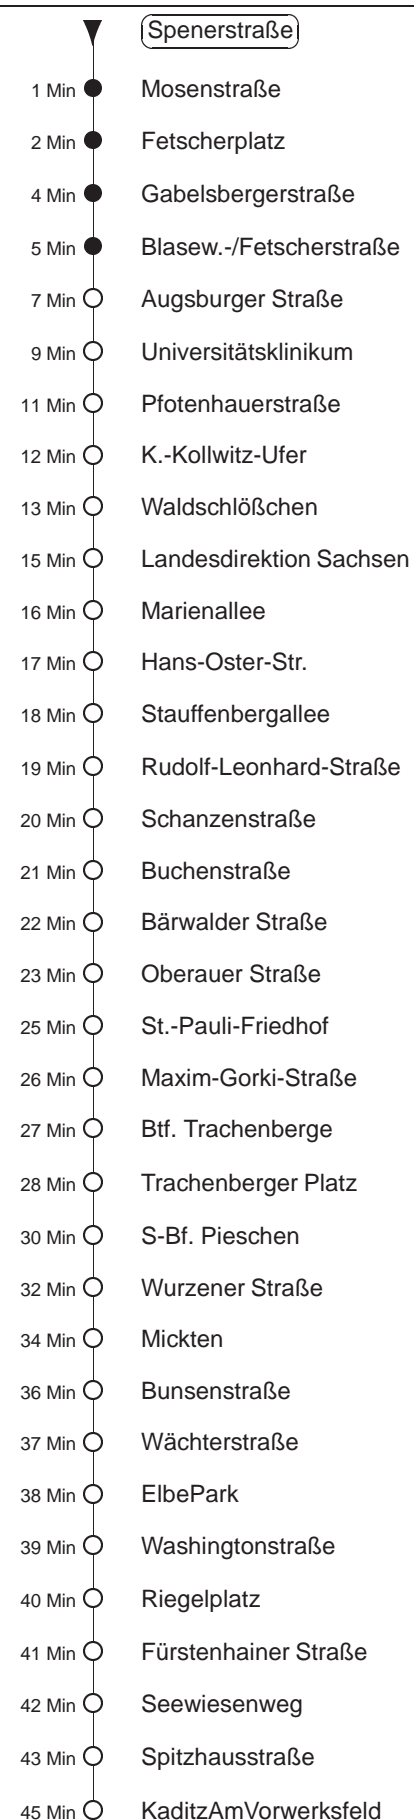 Spenerstraße
1 Min Mosenstraße
2 Min Fetscherplatz
4 Min Gabelsbergerstraße
5 Min Blasew.-/Fetscherstraße
7 Min Augsburger Straße
9 Min Universitätsklinikum
11 Min Pfotenhauerstraße
12 Min K.-Kollwitz-Ufer
13 Min Waldschlößchen
15 Min Landesdirektion Sachsen
16 Min Marienallee
17 Min Hans-Oster-Str.
18 Min Stauffenbergallee
19 Min Rudolf-Leonhard-Straße
20 Min Schanzenstraße
21 Min Buchenstraße
22 Min Bärwalder Straße
23 Min Oberauer Straße
25 Min St.-Pauli-Friedhof
26 Min Maxim-Gorki-Straße
27 Min Btf. Trachenberge
28 Min Trachenberger Platz
30 Min S-Bf. Pieschen
32 Min Wurzener Straße
34 Min Mickten
36 Min Bunsenstraße
37 Min Wächterstraße
38 Min ElbePark
39 Min Washingtonstraße
40 Min Riegelplatz
41 Min Fürstenhainer Straße
42 Min Seewiesenweg
43 Min Spitzhausstraße
45 Min KaditzAmVorwerksfeld